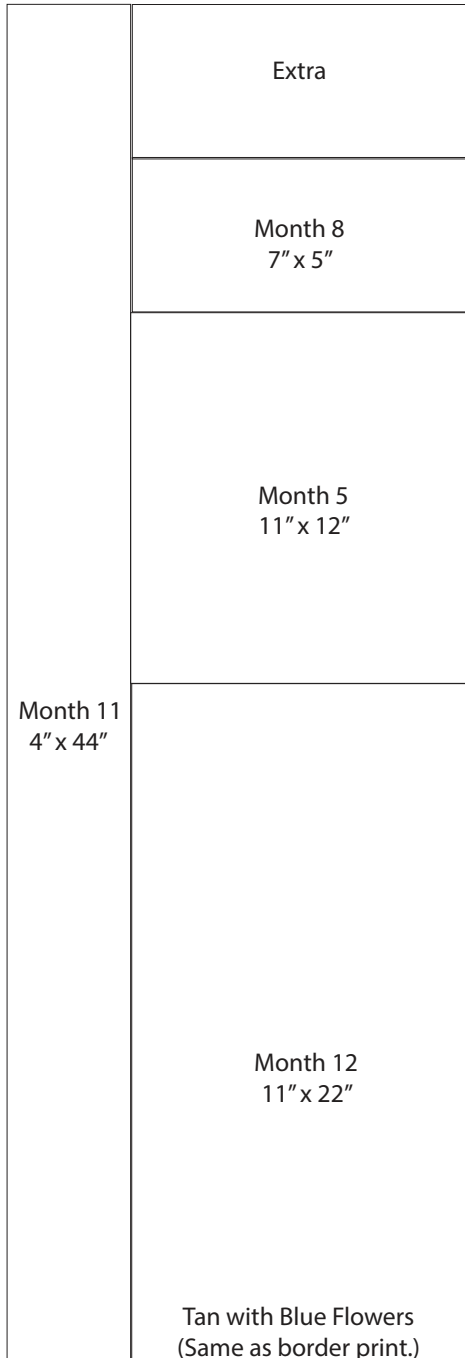 Extra
Month 8
7” x 5”
Month 5
11” x 12”
Month 11
4” x 44”
Month 12
11” x 22”
Tan with Blue Flowers
(Same as border print.)